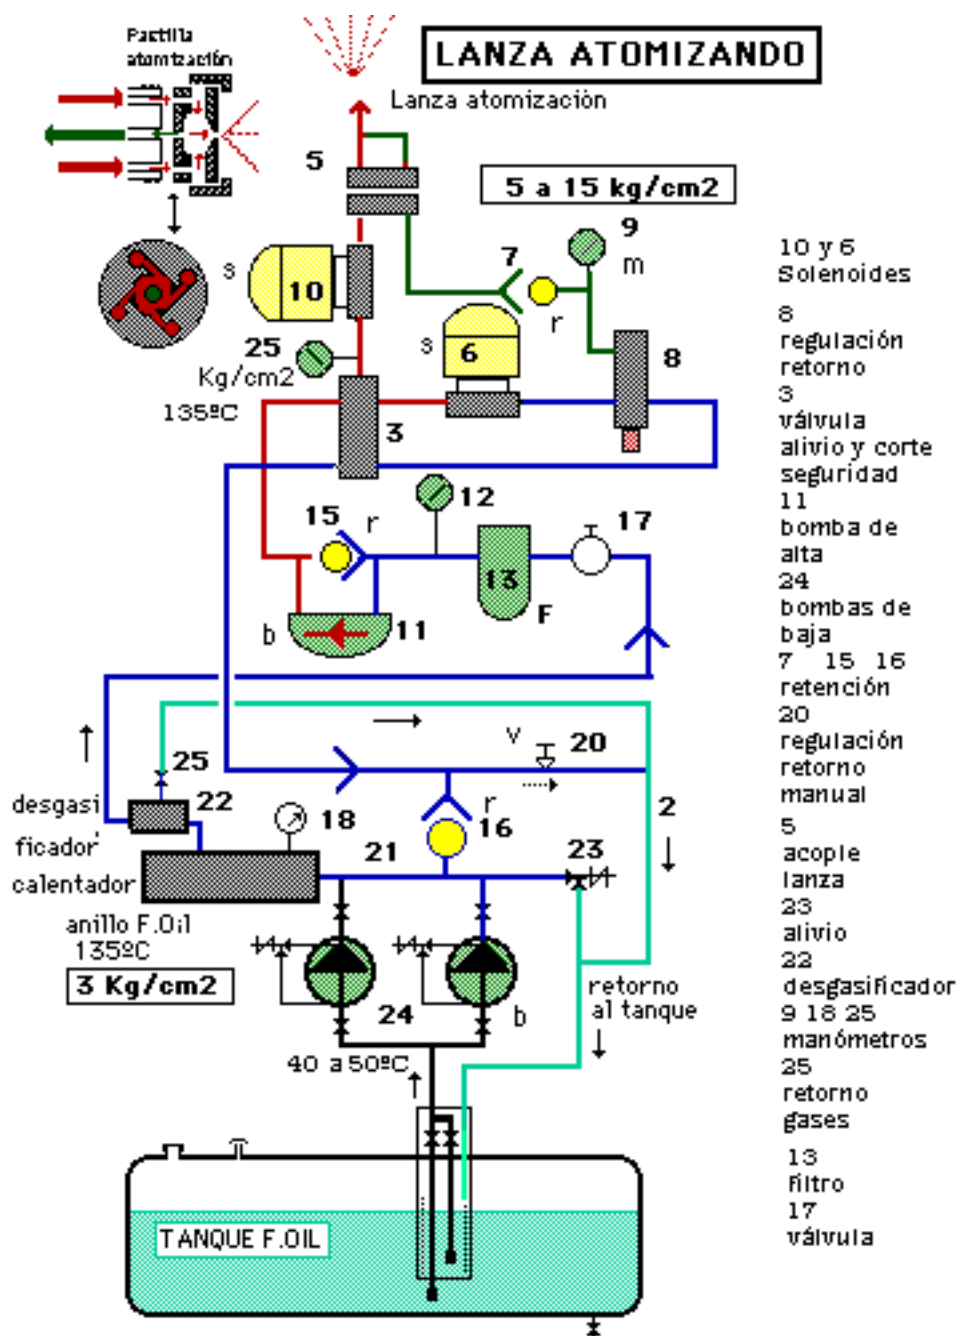 Pastilla
atomización
LANZA ATOMIZANDO
Lanza atomización
5
5 a 15 kg/cm2
9
7
m
s
10
r
25
s
6
8
Kg/cm2
135ºC
3
12
15
r
17
13
b
11
F
25
v
20
desgasi
22
r
2
ficador
18
16
21
23
calentador
anillo F.Oil
135ºC
3 Kg/cm2
retorno
al tanque
24
b
40 a 50ºC
TANQUE F.OIL
10 y 6
Solenoides
8
regulación
retorno
3
válvula
alivio y corte
seguridad
11
bomba de
alta
24
bombas de
baja
7 15 16
retención
20
regulación
retorno
manual
5
acople
lanza
23
alivio
22
desgasificador
9 18 25
manómetros
25
retorno
gases
13
filtro
17
válvula